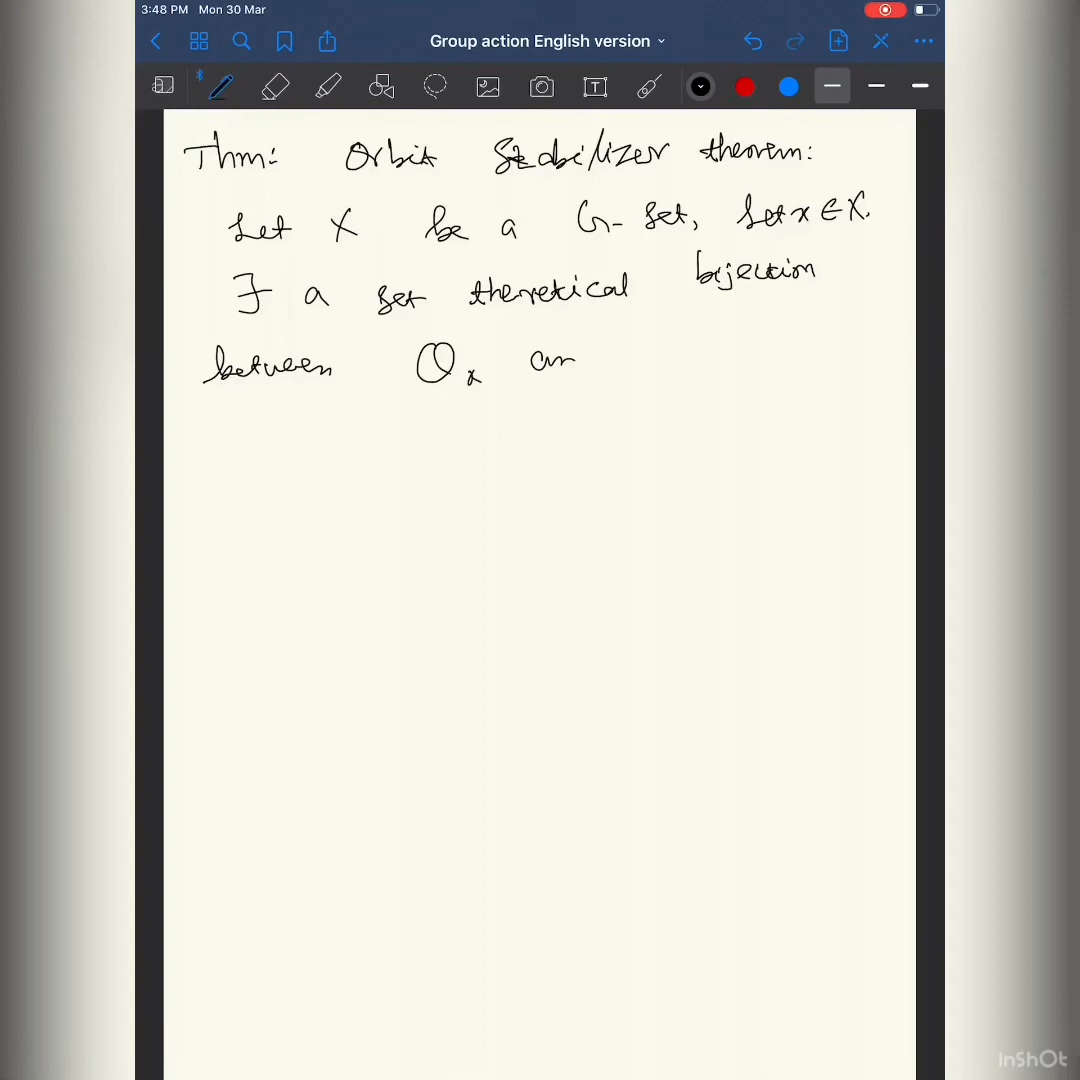 3:48 PM Mon 30 Mar
Group action English version
T
Thm: Orbit Stabilizer theorem:
Let X be a G-set, Let x ∈ X.
∃ a set theoretical bijection
between O_x an
InShOt